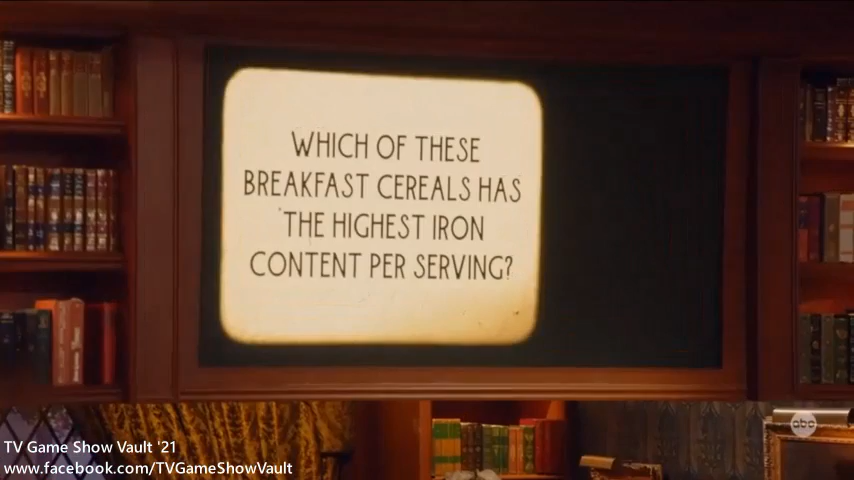 WHICH OF THESE
BREAKFAST CEREALS HAS
THE HIGHEST IRON
CONTENT PER SERVING?
abc
TV Game Show Vault '21
www.facebook.com/TVGameShowVault